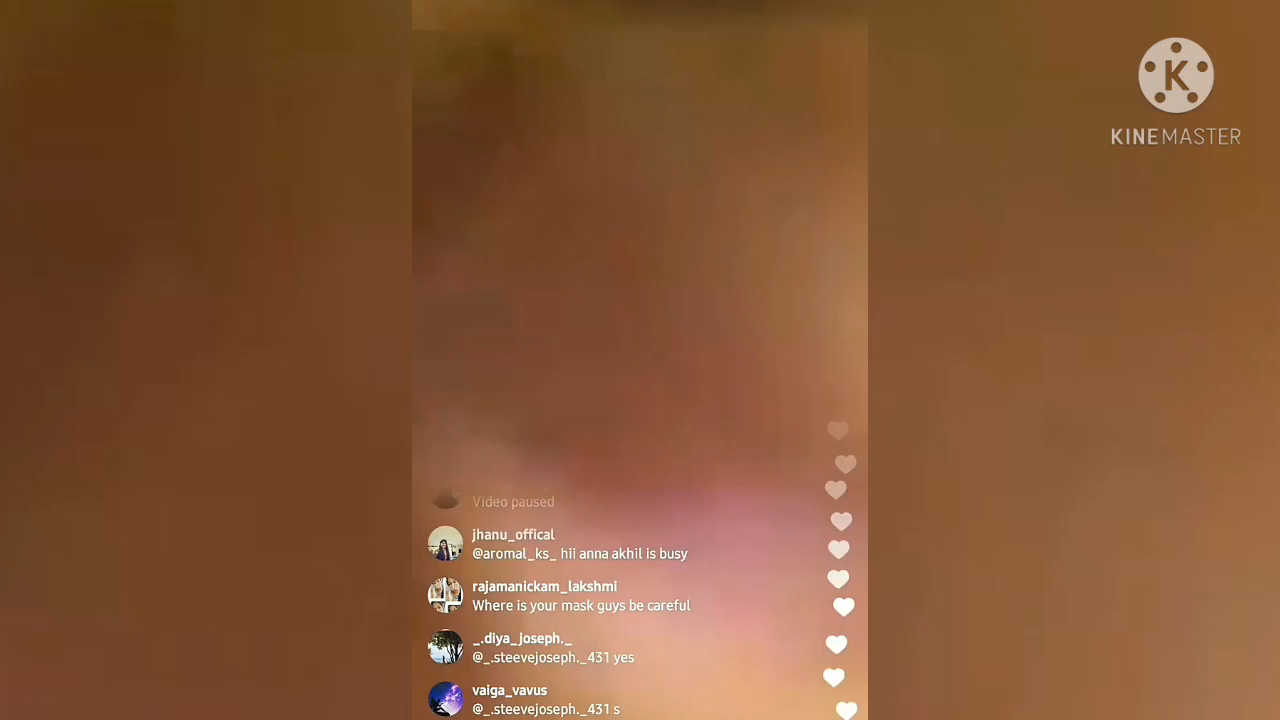 K
KINEMASTER
Video paused
jhanu_offical
@aromal_ks_ hii anna akhil is busy
rajamanickam_lakshmi
Where is your mask guys be careful
_.diya_joseph._
@_.steevejoseph._431 yes
vaiga_vavus
@_.steevejoseph._431 s